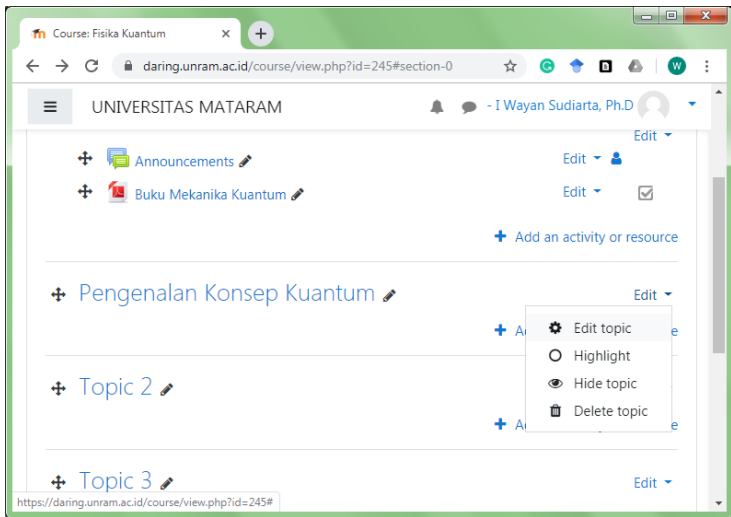 Course: Fisika Kuantum
daring.unram.ac.id/course/view.php?id=245#section-0
W
UNIVERSITAS MATARAM
- I Wayan Sudiarta, Ph.D
Edit
Announcements
Edit
Buku Mekanika Kuantum
Edit
Add an activity or resource
Pengenalan Konsep Kuantum
Edit
A
e
Edit topic
Highlight
Hide topic
Delete topic
Topic 2
A
e
Topic 3
Edit
https://daring.unram.ac.id/course/view.php?id=245#